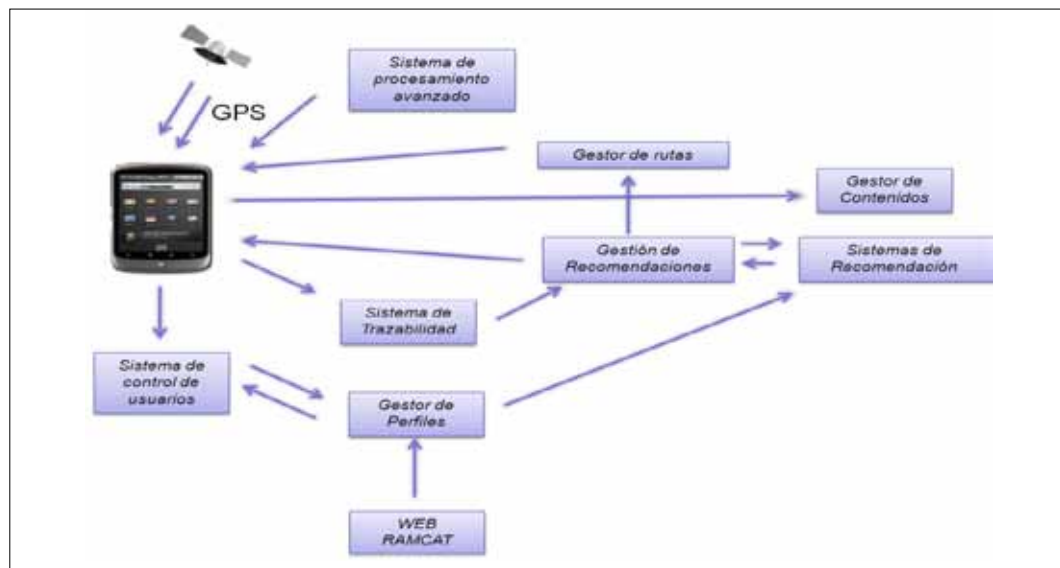 Sistema de
procesamiento
avanzado
GPS
Gestor de rutas
Gestor de
Contenidos
Gestión de
Recomendaciones
Sistemas de
Recomendación
Sistema de
Trazabilidad
Sistema de
control de
usuarios
Gestor de
Perfiles
WEB
RAMCAT